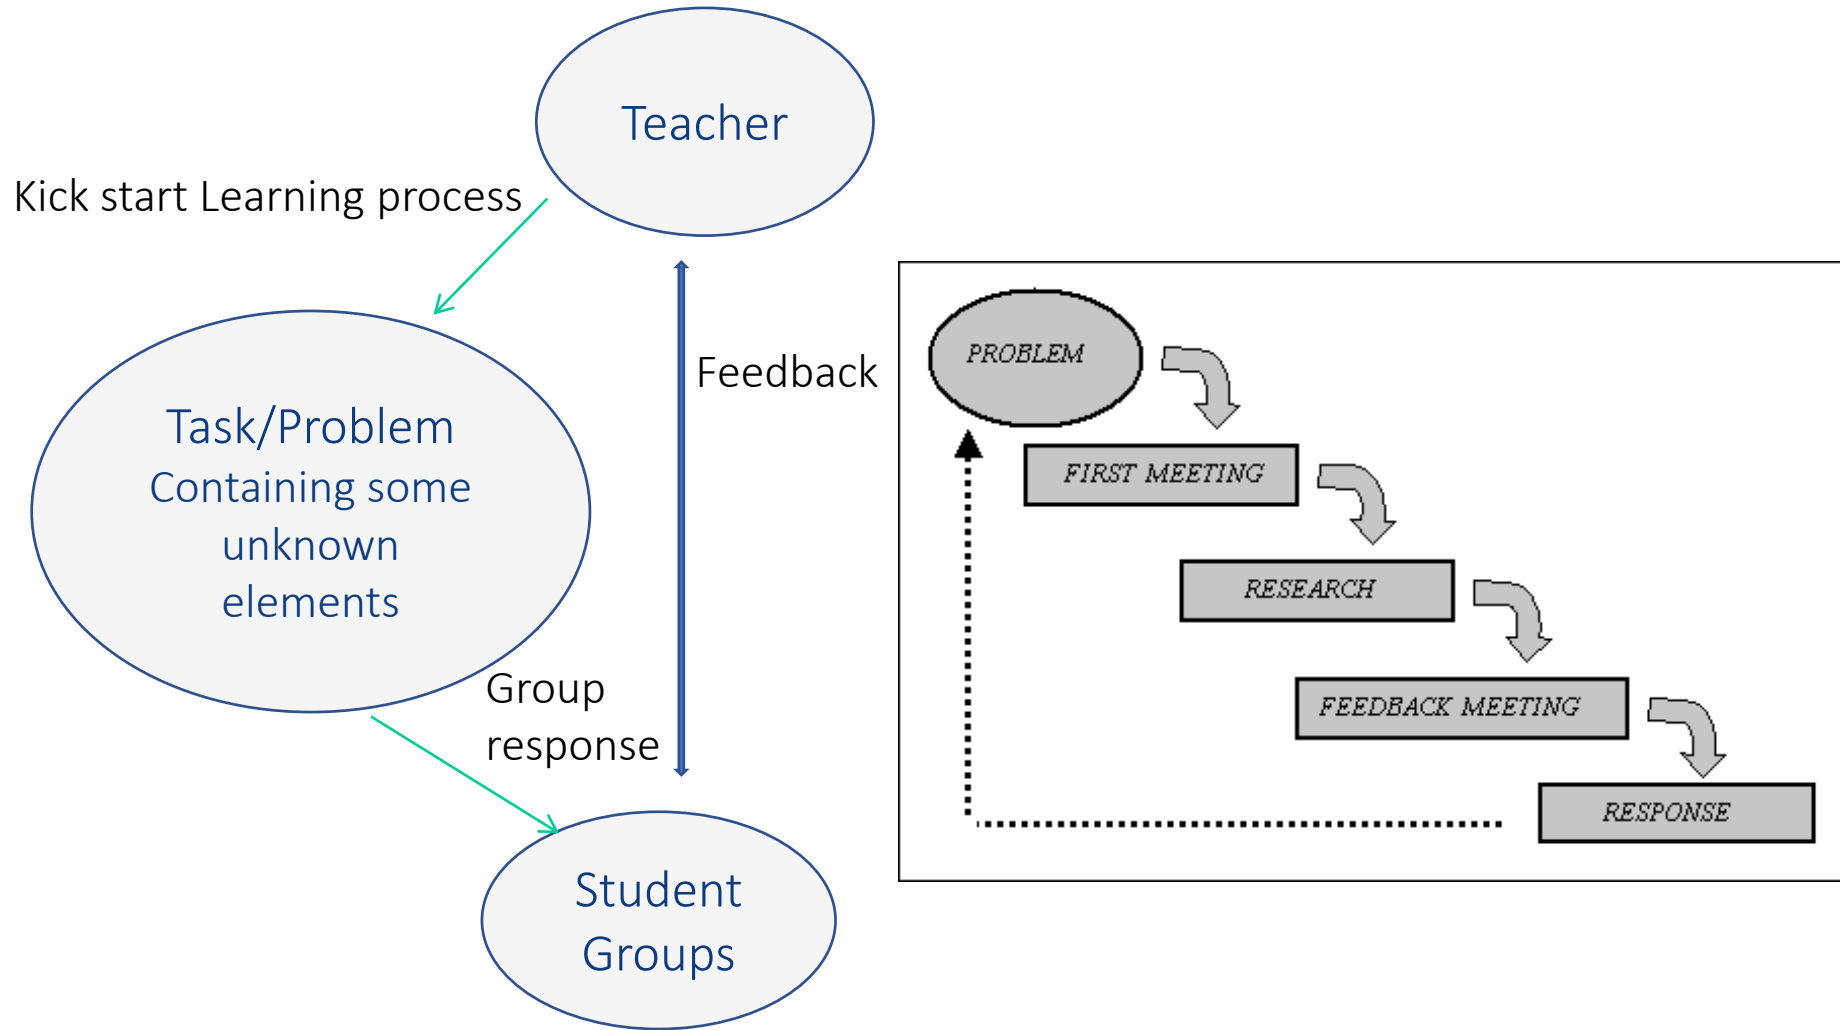 Teacher
Kick start Learning process
Feedback
Task/Problem
Containing some
unknown
elements
Group
response
Student
Groups
PROBLEM
FIRST MEETING
RESEARCH
FEEDBACK MEETING
RESPONSE